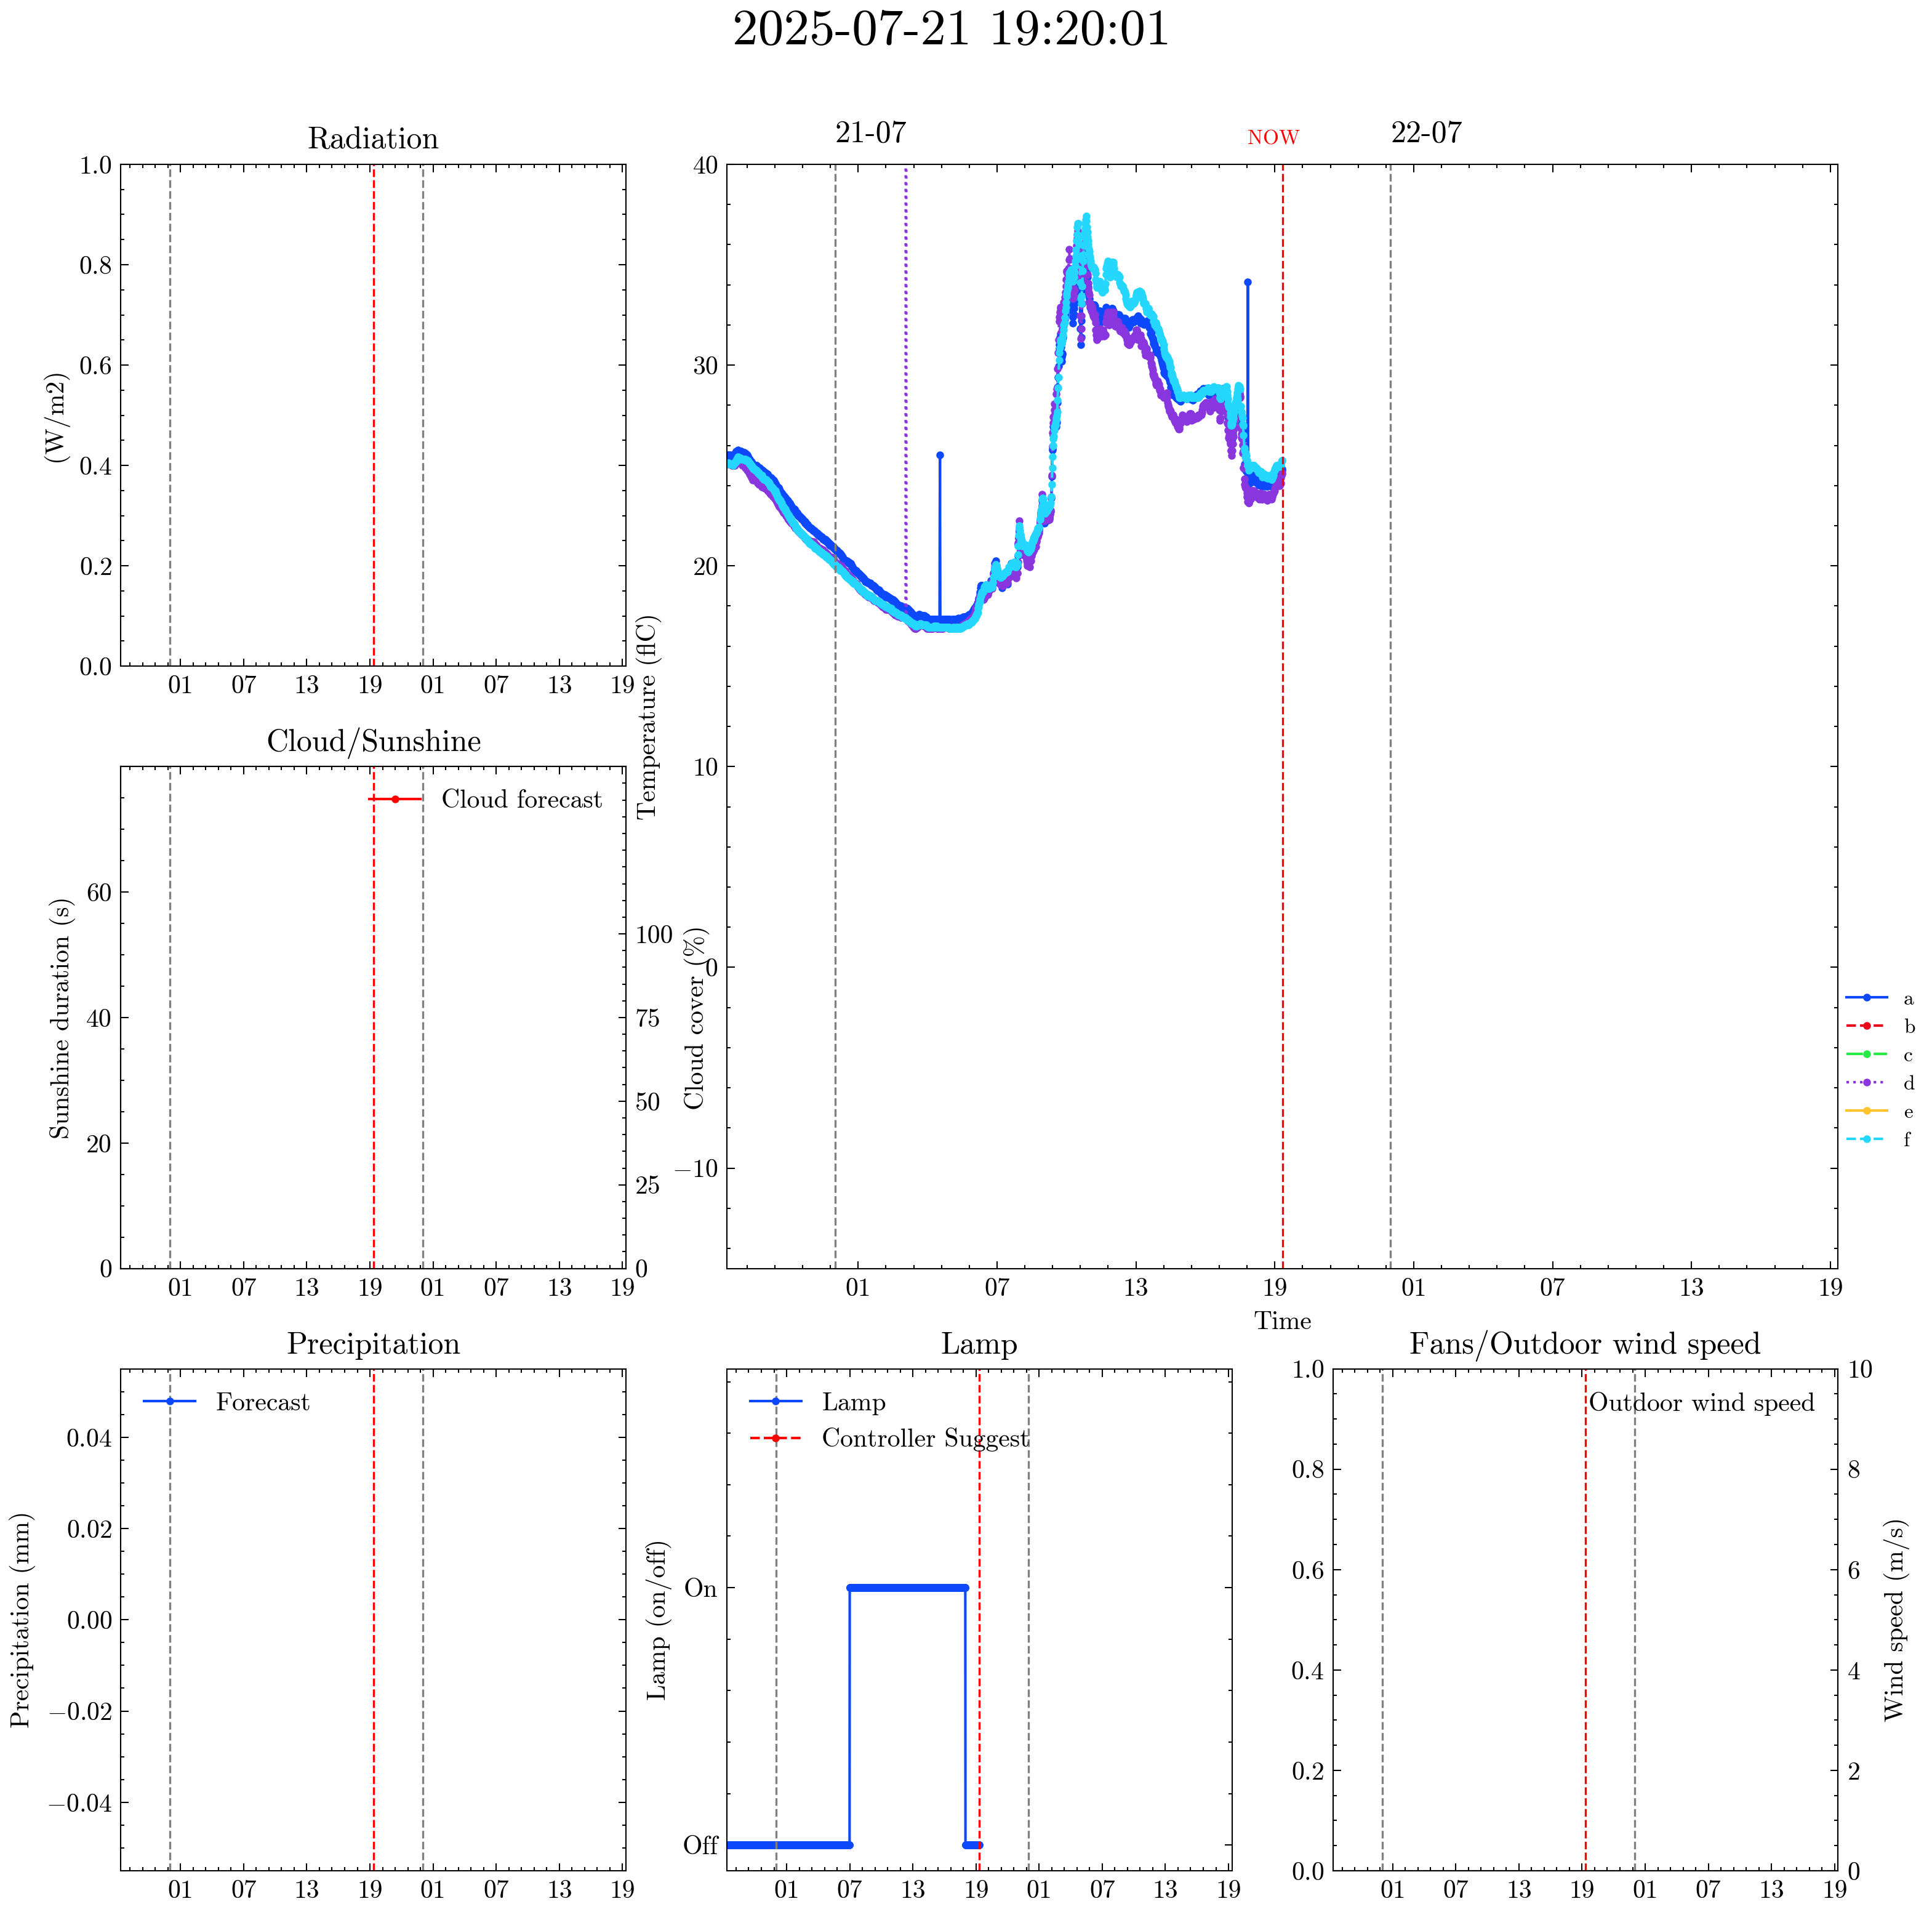 2025-07-21 19:20:01
Radiation
1.0
0.8
0.6
0.4
0.2
0.0
(W/m2)
01 07 13 19 01 07 13 19
21-07
NOW
22-07
40
30
20
10
0
−10
Temperature (flC)
01 07 13 19 01 07 13 19
Time
a
b
c
d
e
f
Cloud/Sunshine
Cloud forecast
60
40
20
0
Sunshine duration (s)
100
75
50
25
0
Cloud cover (%)
01 07 13 19 01 07 13 19
Precipitation
Forecast
0.04
0.02
0.00
−0.02
−0.04
Precipitation (mm)
01 07 13 19 01 07 13 19
Lamp
Lamp
Controller Suggest
On
Off
Lamp (on/off)
01 07 13 19 01 07 13 19
Fans/Outdoor wind speed
Outdoor wind speed
1.0
0.8
0.6
0.4
0.2
0.0
10
8
6
4
2
0
Wind speed (m/s)
01 07 13 19 01 07 13 19